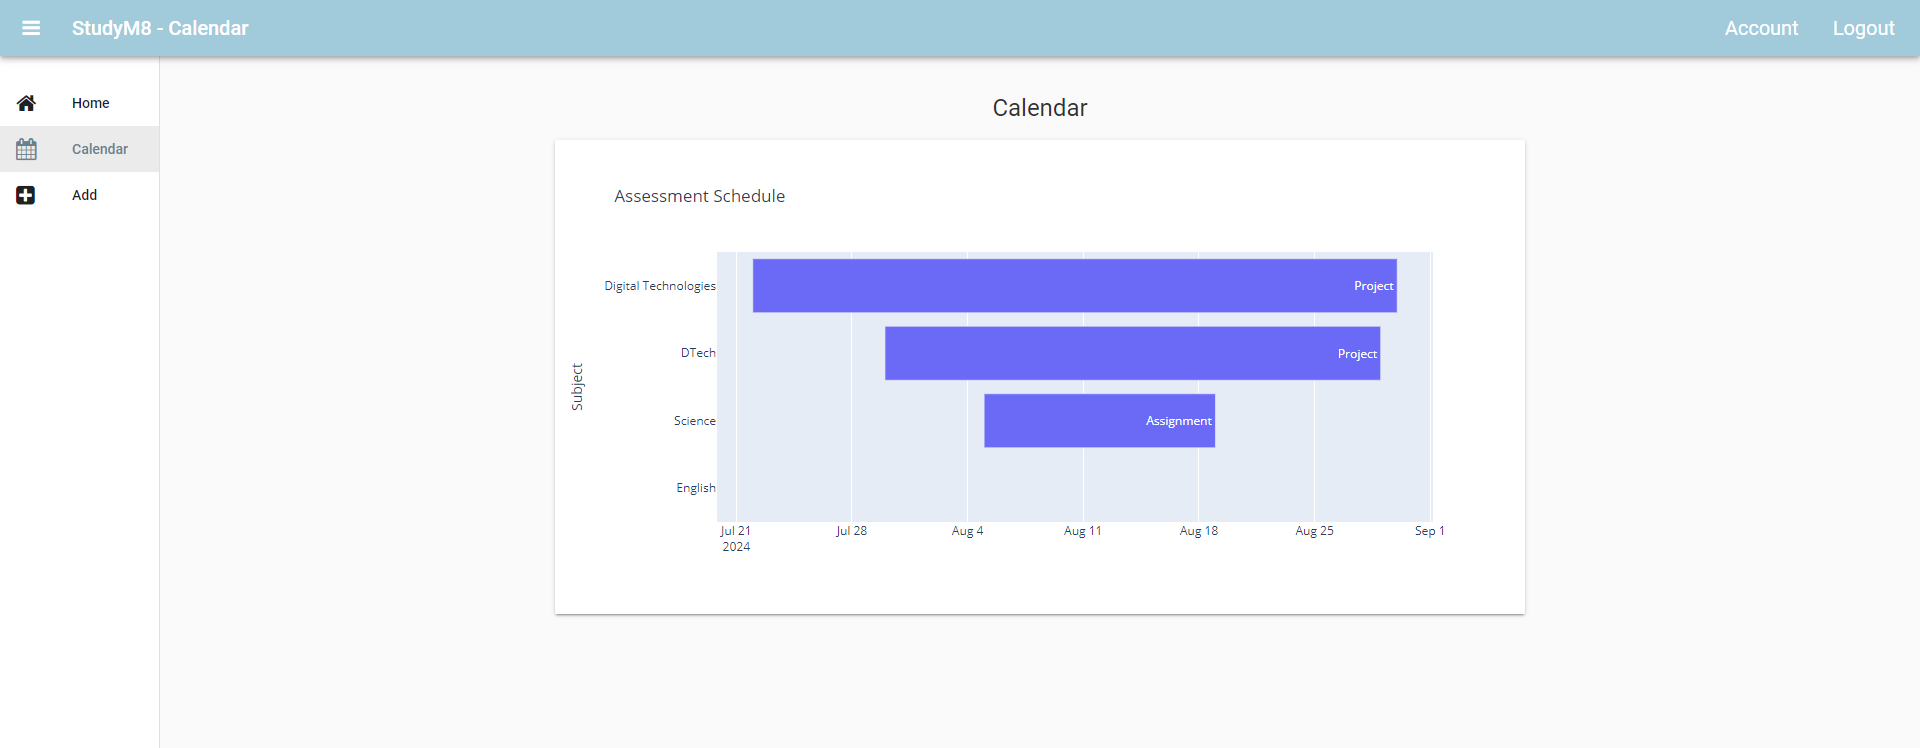 StudyM8 - Calendar
Account
Logout
Home
Calendar
Add
Calendar
Assessment Schedule
Subject
Digital Technologies
Project
DTech
Project
Science
Assignment
English
Jul 21
2024
Jul 28
Aug 4
Aug 11
Aug 18
Aug 25
Sep 1